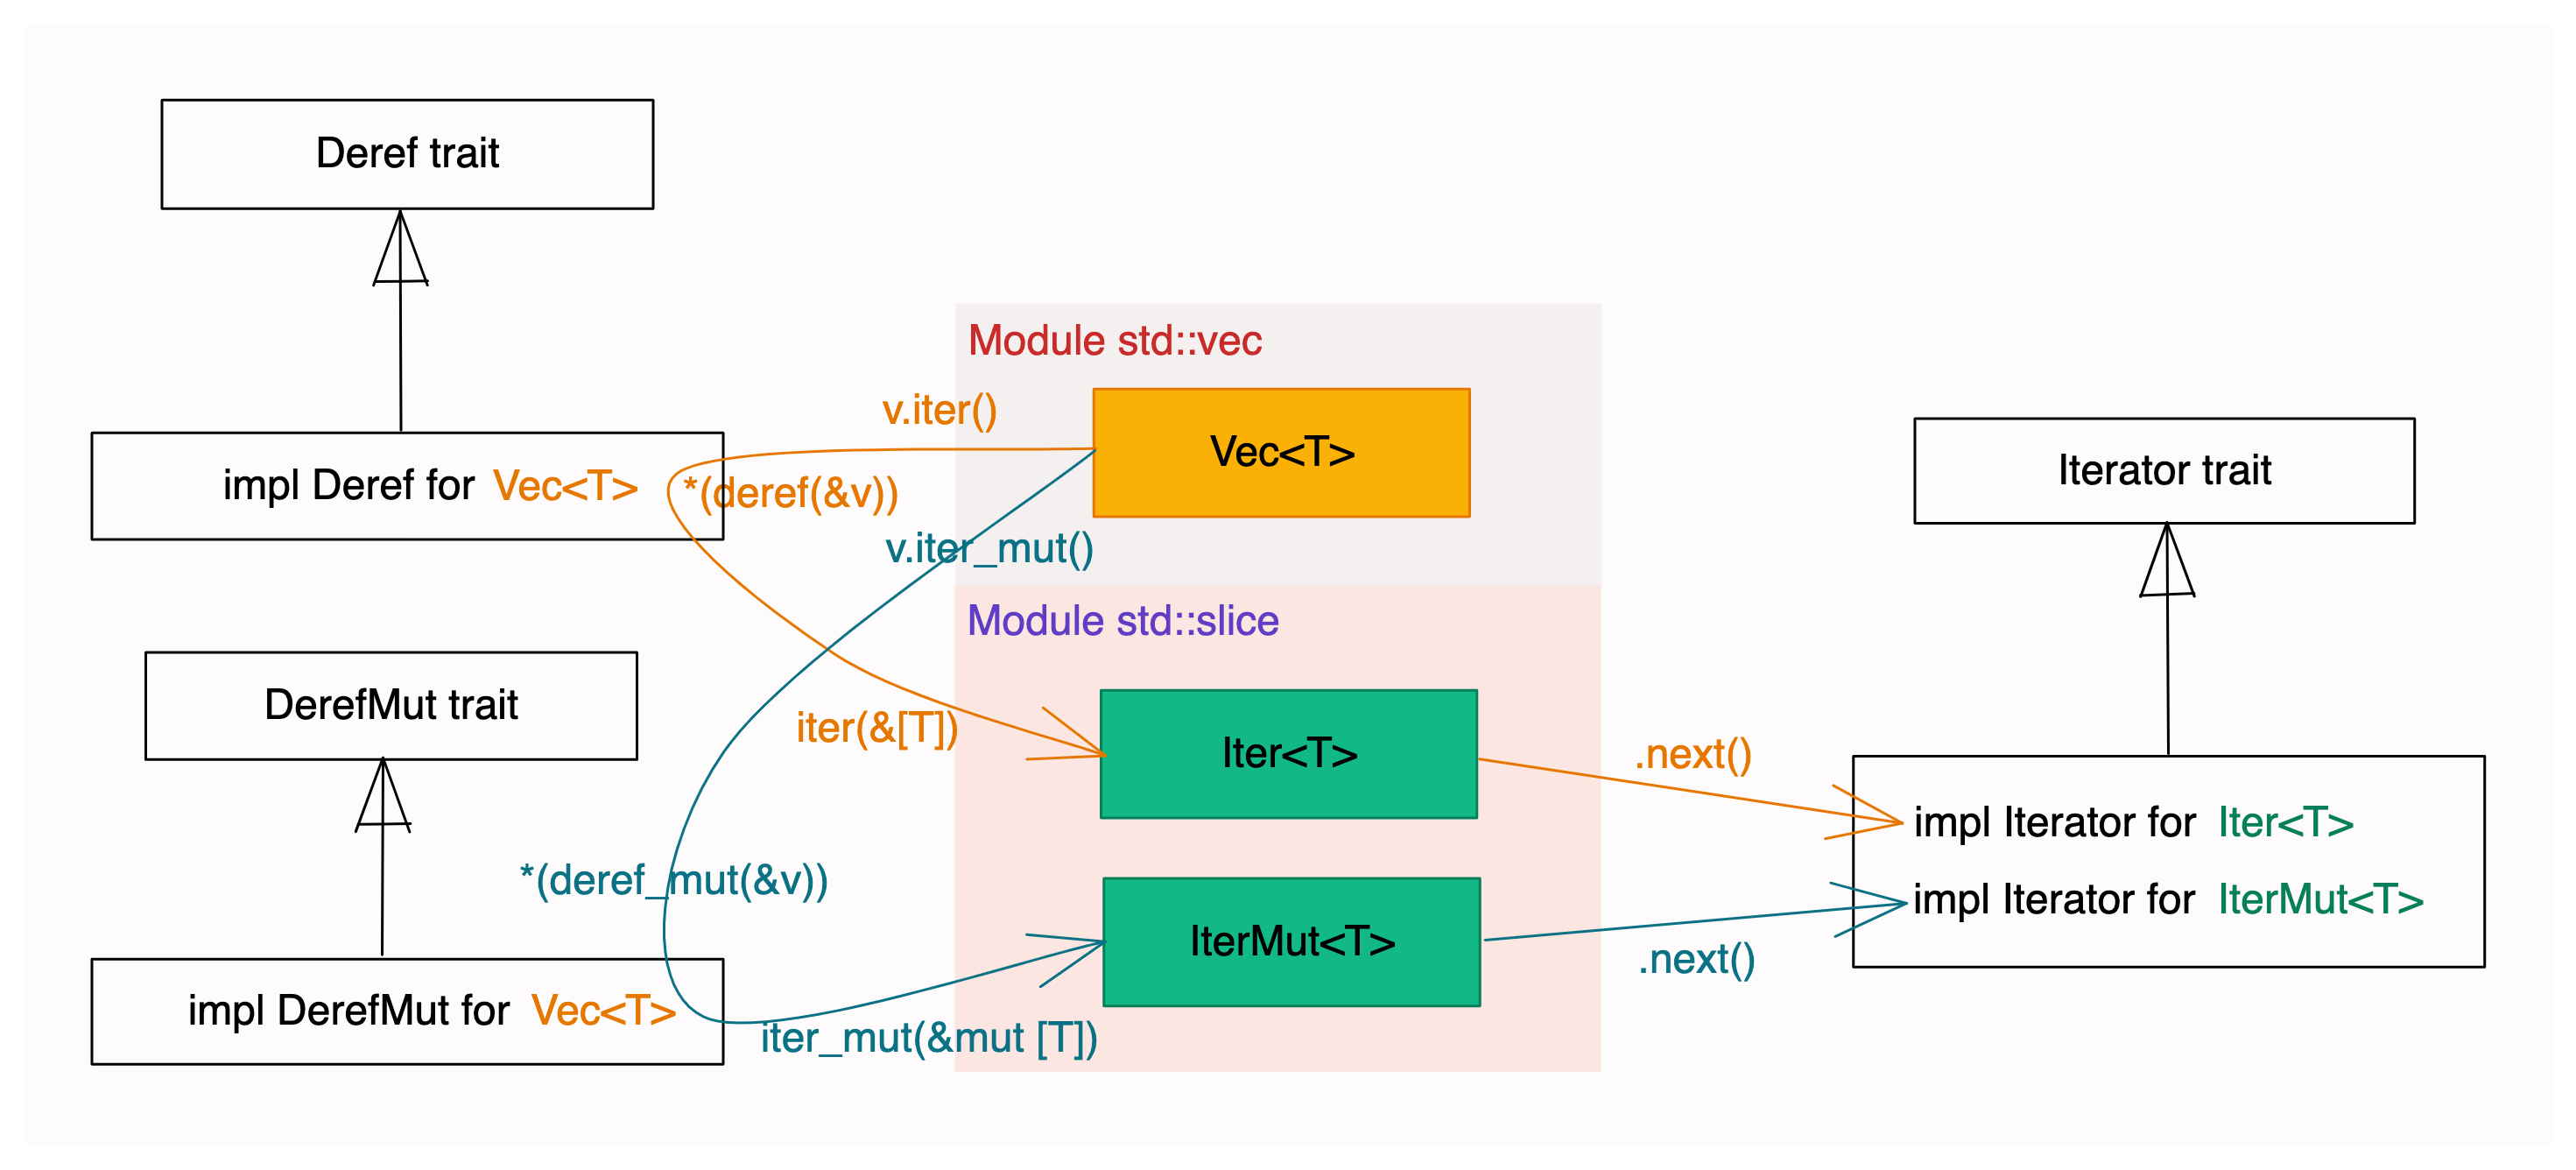 Deref trait
impl Deref for Vec<T>
DerefMut trait
impl DerefMut for Vec<T>
v.iter()
*(deref(&v))
v.iter_mut()
iter(&[T])
*(deref_mut(&v))
iter_mut(&mut [T])
Module std::vec
Vec<T>
Module std::slice
Iter<T>
IterMut<T>
.next()
.next()
Iterator trait
impl Iterator for Iter<T>
impl Iterator for IterMut<T>